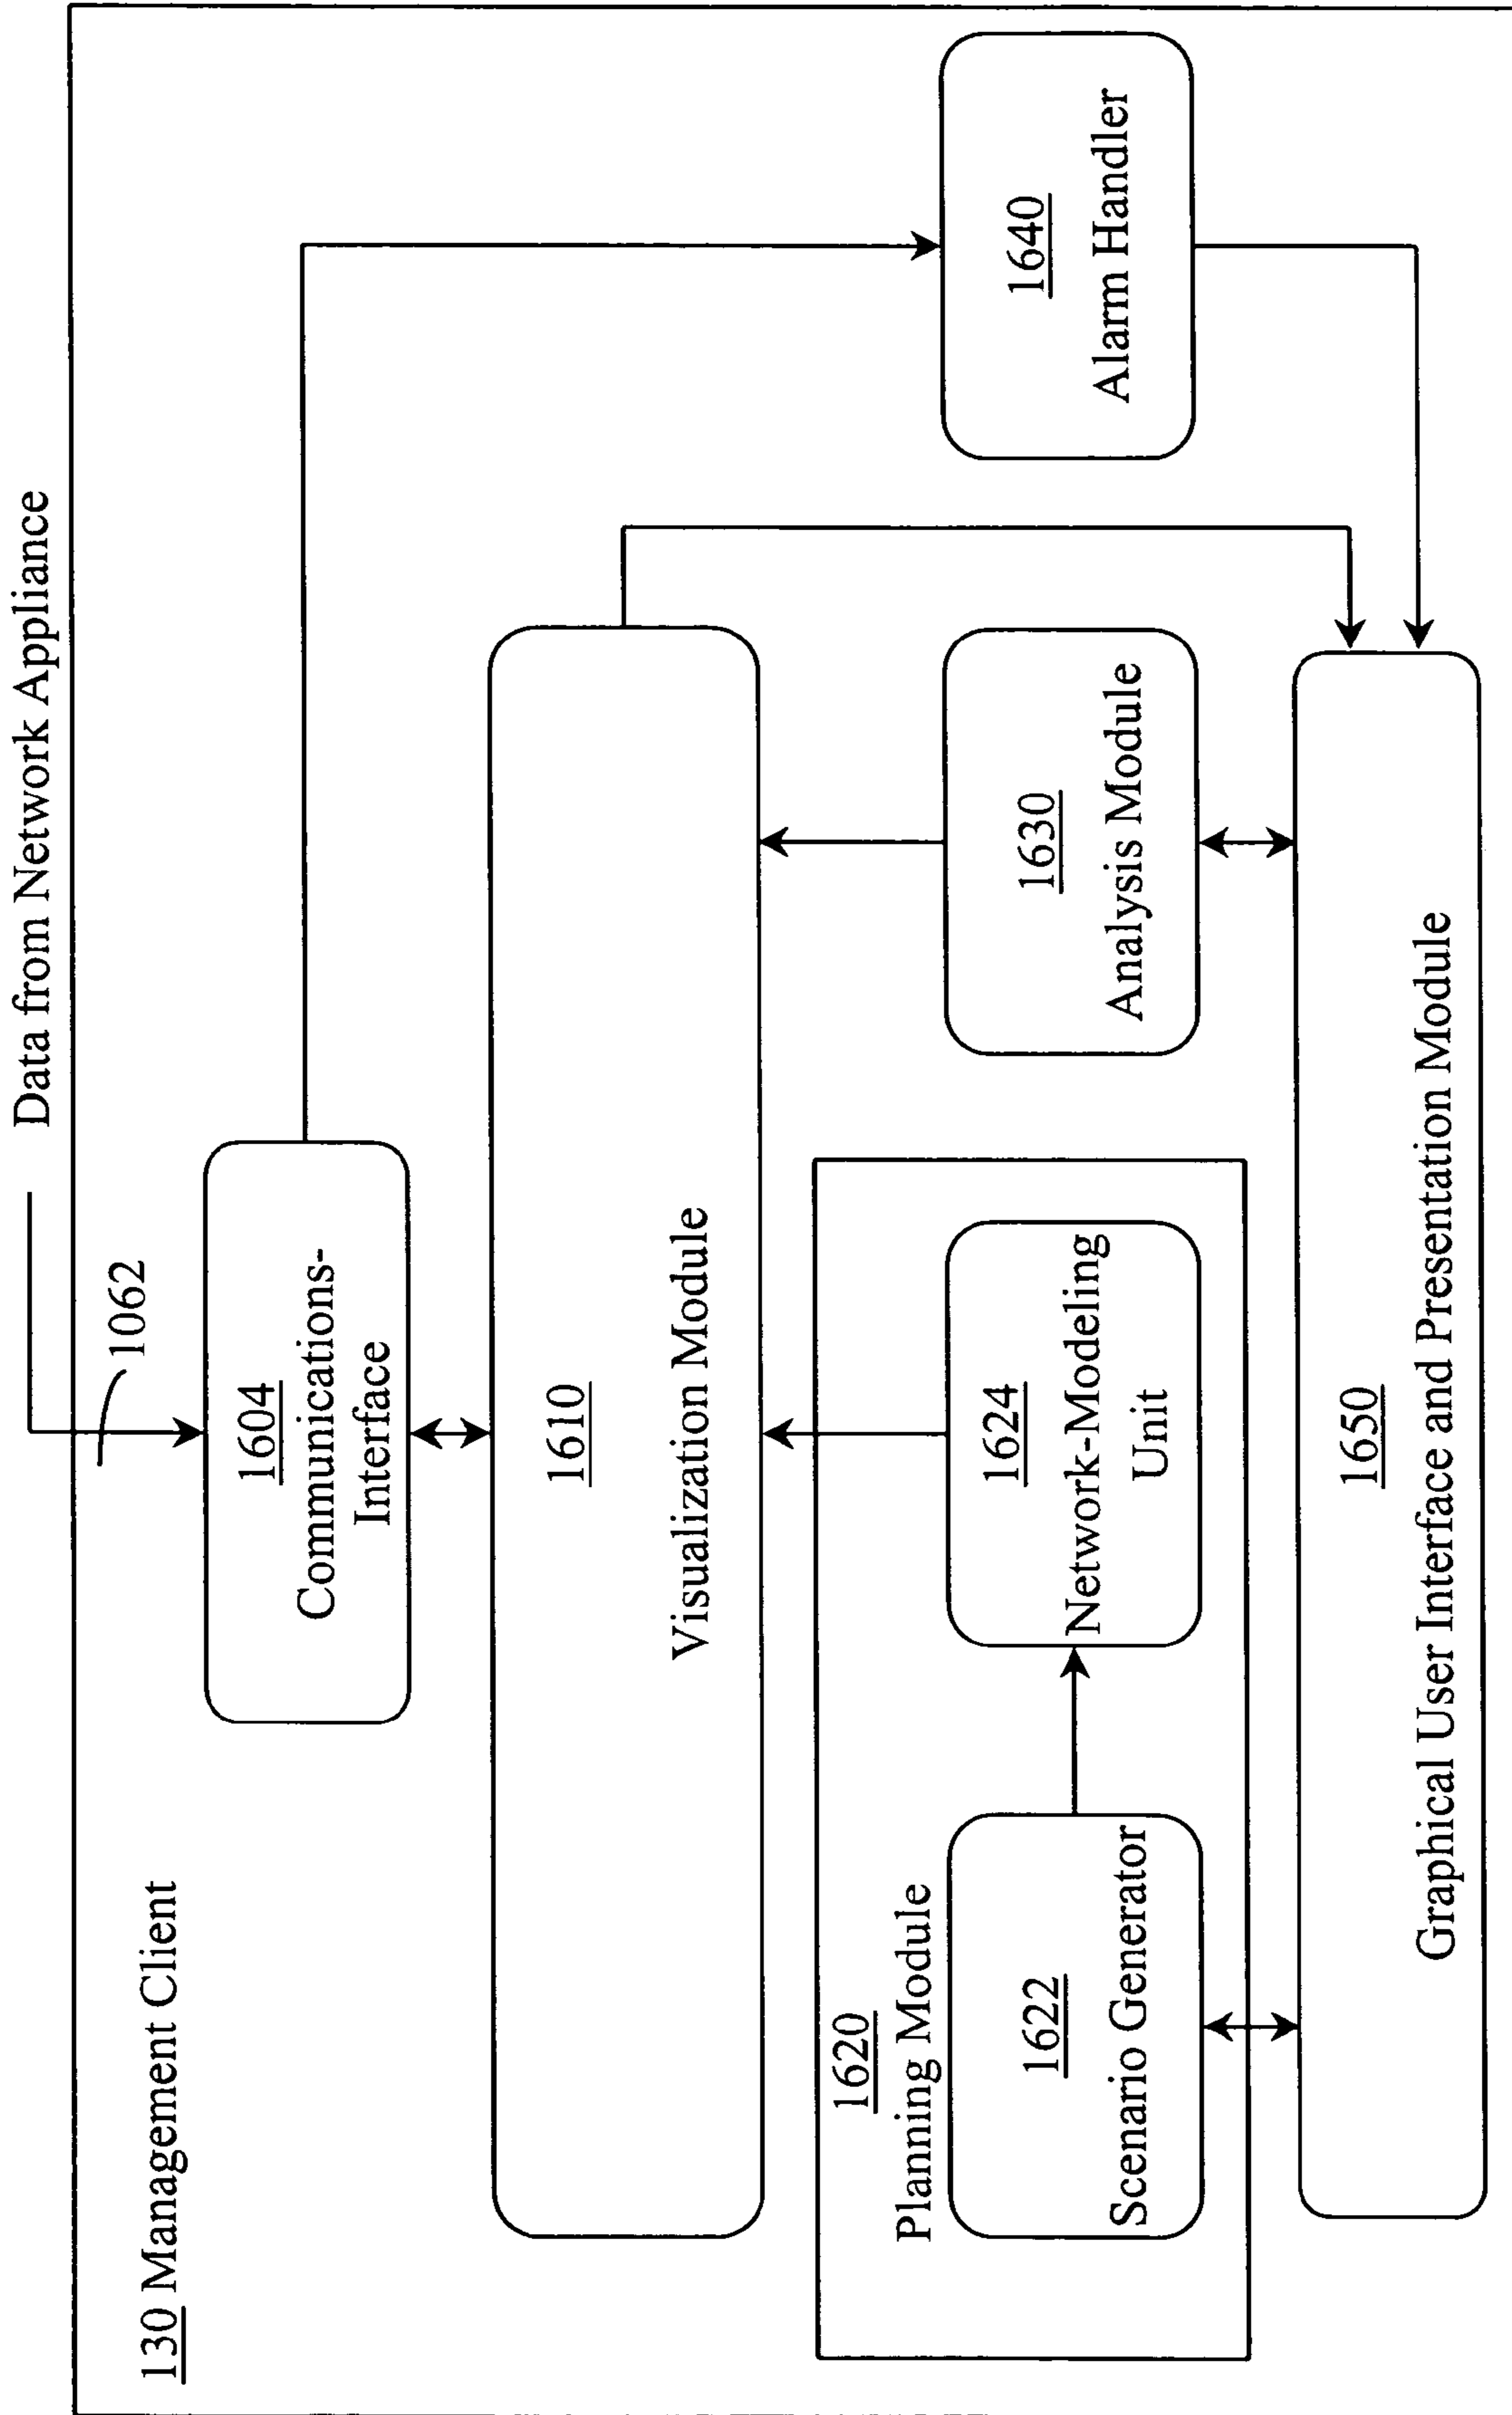 Data from Network Appliance
130 Management Client
1062
1604
Communications-
Interface
1610
Visualization Module
1620
Planning Module
1622
Scenario Generator
1624
Network-Modeling
Unit
1630
Analysis Module
1640
Alarm Handler
1650
Graphical User Interface and Presentation Module